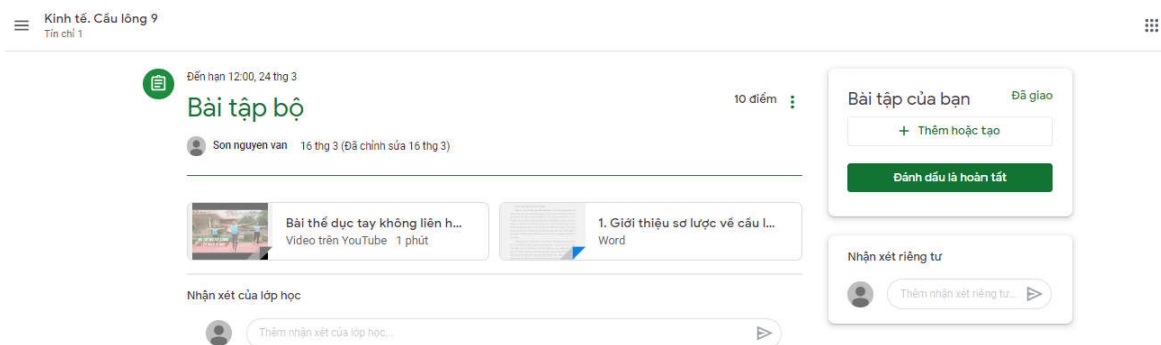 Kinh tế. Cầu lông 9
Tín chỉ 1
Đến hạn 12:00, 24 thg 3
Bài tập bộ
10 điểm
Son nguyen van 16 thg 3 (Đã chỉnh sửa 16 thg 3)
Bài thể dục tay không liên h...
Video trên YouTube 1 phút
1. Giới thiệu sơ lược về cầu l...
Word
Nhận xét của lớp học
Thêm nhận xét của lớp học...
Bài tập của bạn
Đã giao
+ Thêm hoặc tạo
Đánh dấu là hoàn tất
Nhận xét riêng tư
Thêm nhận xét riêng tư...